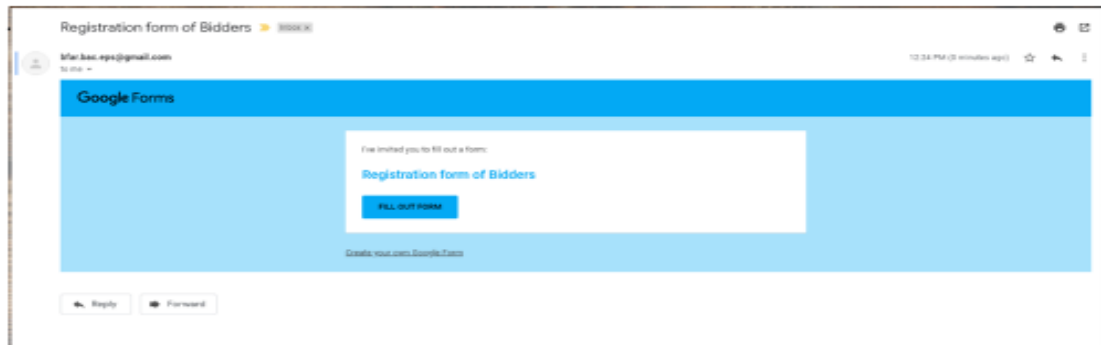 Registration form of Bidders
Inbox x
bfar.bac.eps@gmail.com
12:34 PM (0 minutes ago)
to me
Google Forms
I've invited you to fill out a form:
Registration form of Bidders
FILL OUT FORM
Create your own Google Form
Reply
Forward